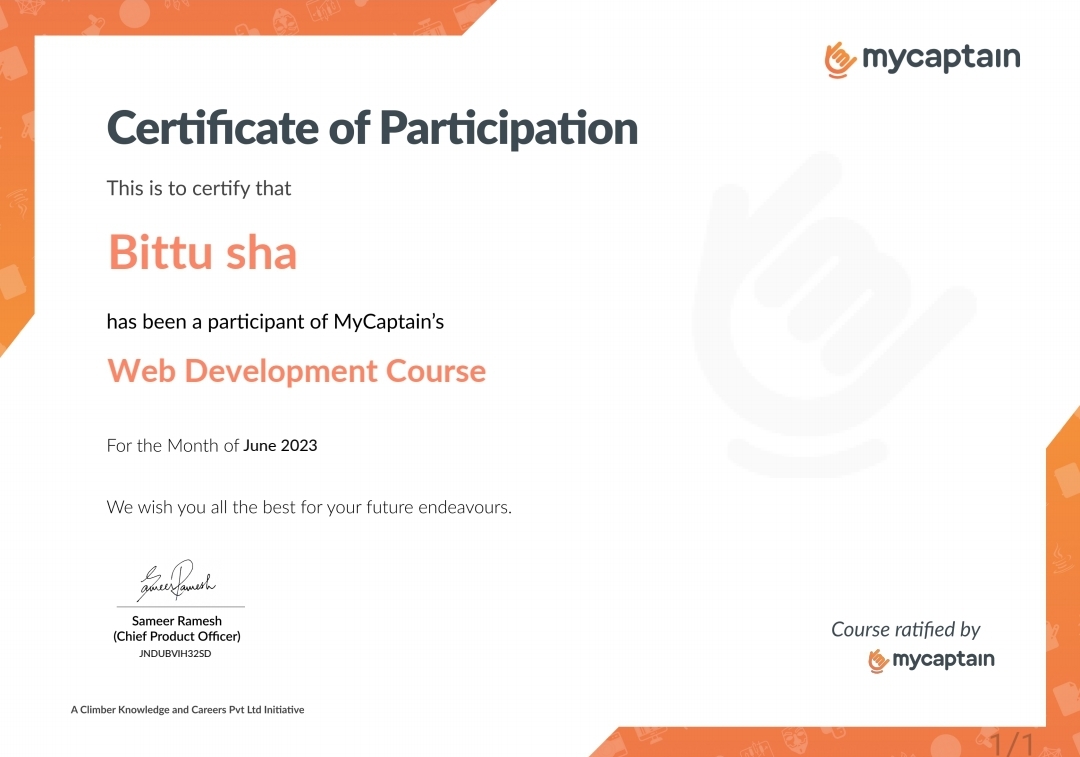 mycaptain
Certificate of Participation
This is to certify that
Bittu sha
has been a participant of MyCaptain's
Web Development Course
For the Month of June 2023
We wish you all the best for your future endeavours.
Sameer Ramesh
Sameer Ramesh
(Chief Product Officer)
JNDUBVIH32SD
Course ratified by
mycaptain
A Climber Knowledge and Careers Pvt Ltd Initiative
1/1